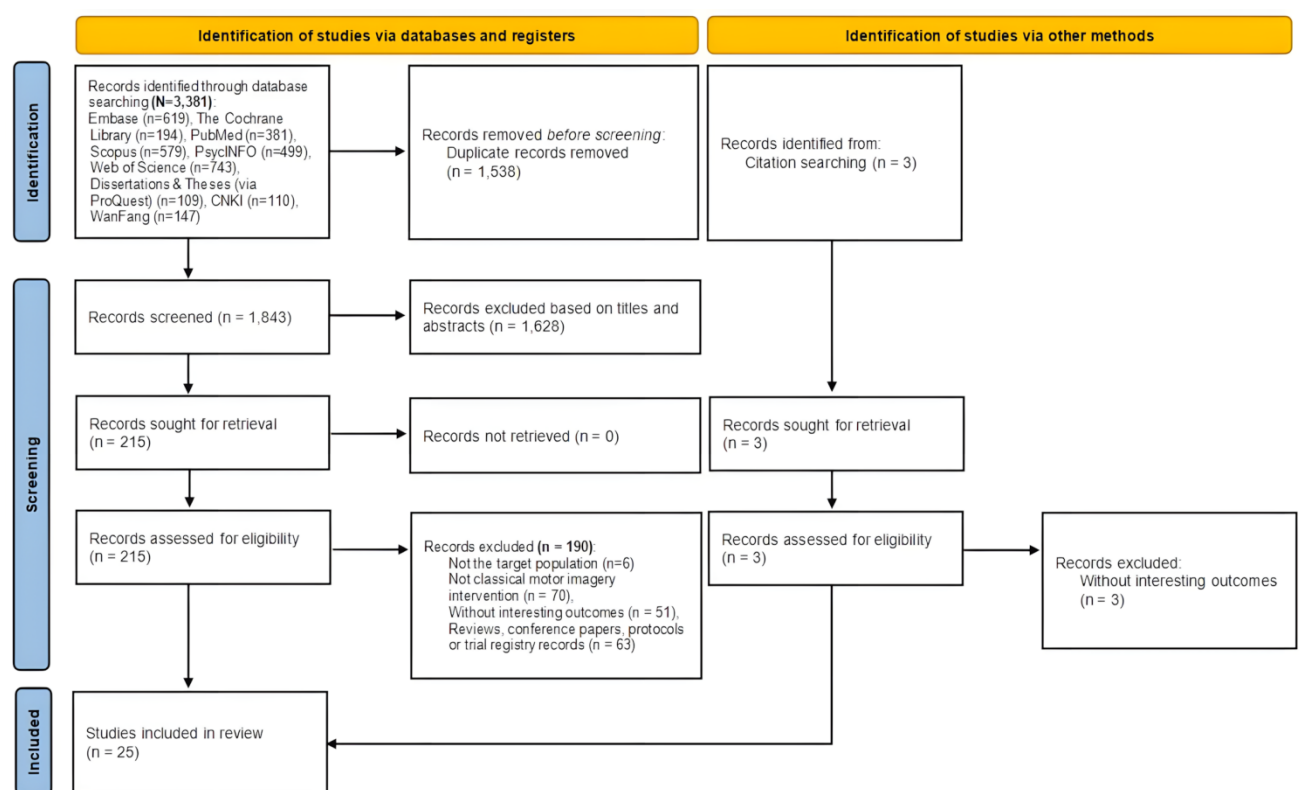 Identification of studies via databases and registers
Identification of studies via other methods
Identification
Records identified through database
searching (N=3,381):
Embase (n=619), The Cochrane
Library (n=194), PubMed (n=381),
Scopus (n=579), PsycINFO (n=499),
Web of Science (n=743),
Dissertations & Theses (via
ProQuest) (n=109), CNKI (n=110),
WanFang (n=147)
Records removed before screening:
Duplicate records removed
(n = 1,538)
Records identified from:
Citation searching (n = 3)
Screening
Records screened (n = 1,843)
Records excluded based on titles and
abstracts (n = 1,628)
Records sought for retrieval
(n = 215)
Records not retrieved (n = 0)
Records sought for retrieval
(n = 3)
Records assessed for eligibility
(n = 215)
Records excluded (n = 190):
Not the target population (n=6)
Not classical motor imagery
intervention (n = 70),
Without interesting outcomes (n = 51),
Reviews, conference papers, protocols
or trial registry records (n = 63)
Records assessed for eligibility
(n = 3)
Records excluded:
Without interesting outcomes
(n = 3)
Included
Studies included in review
(n = 25)